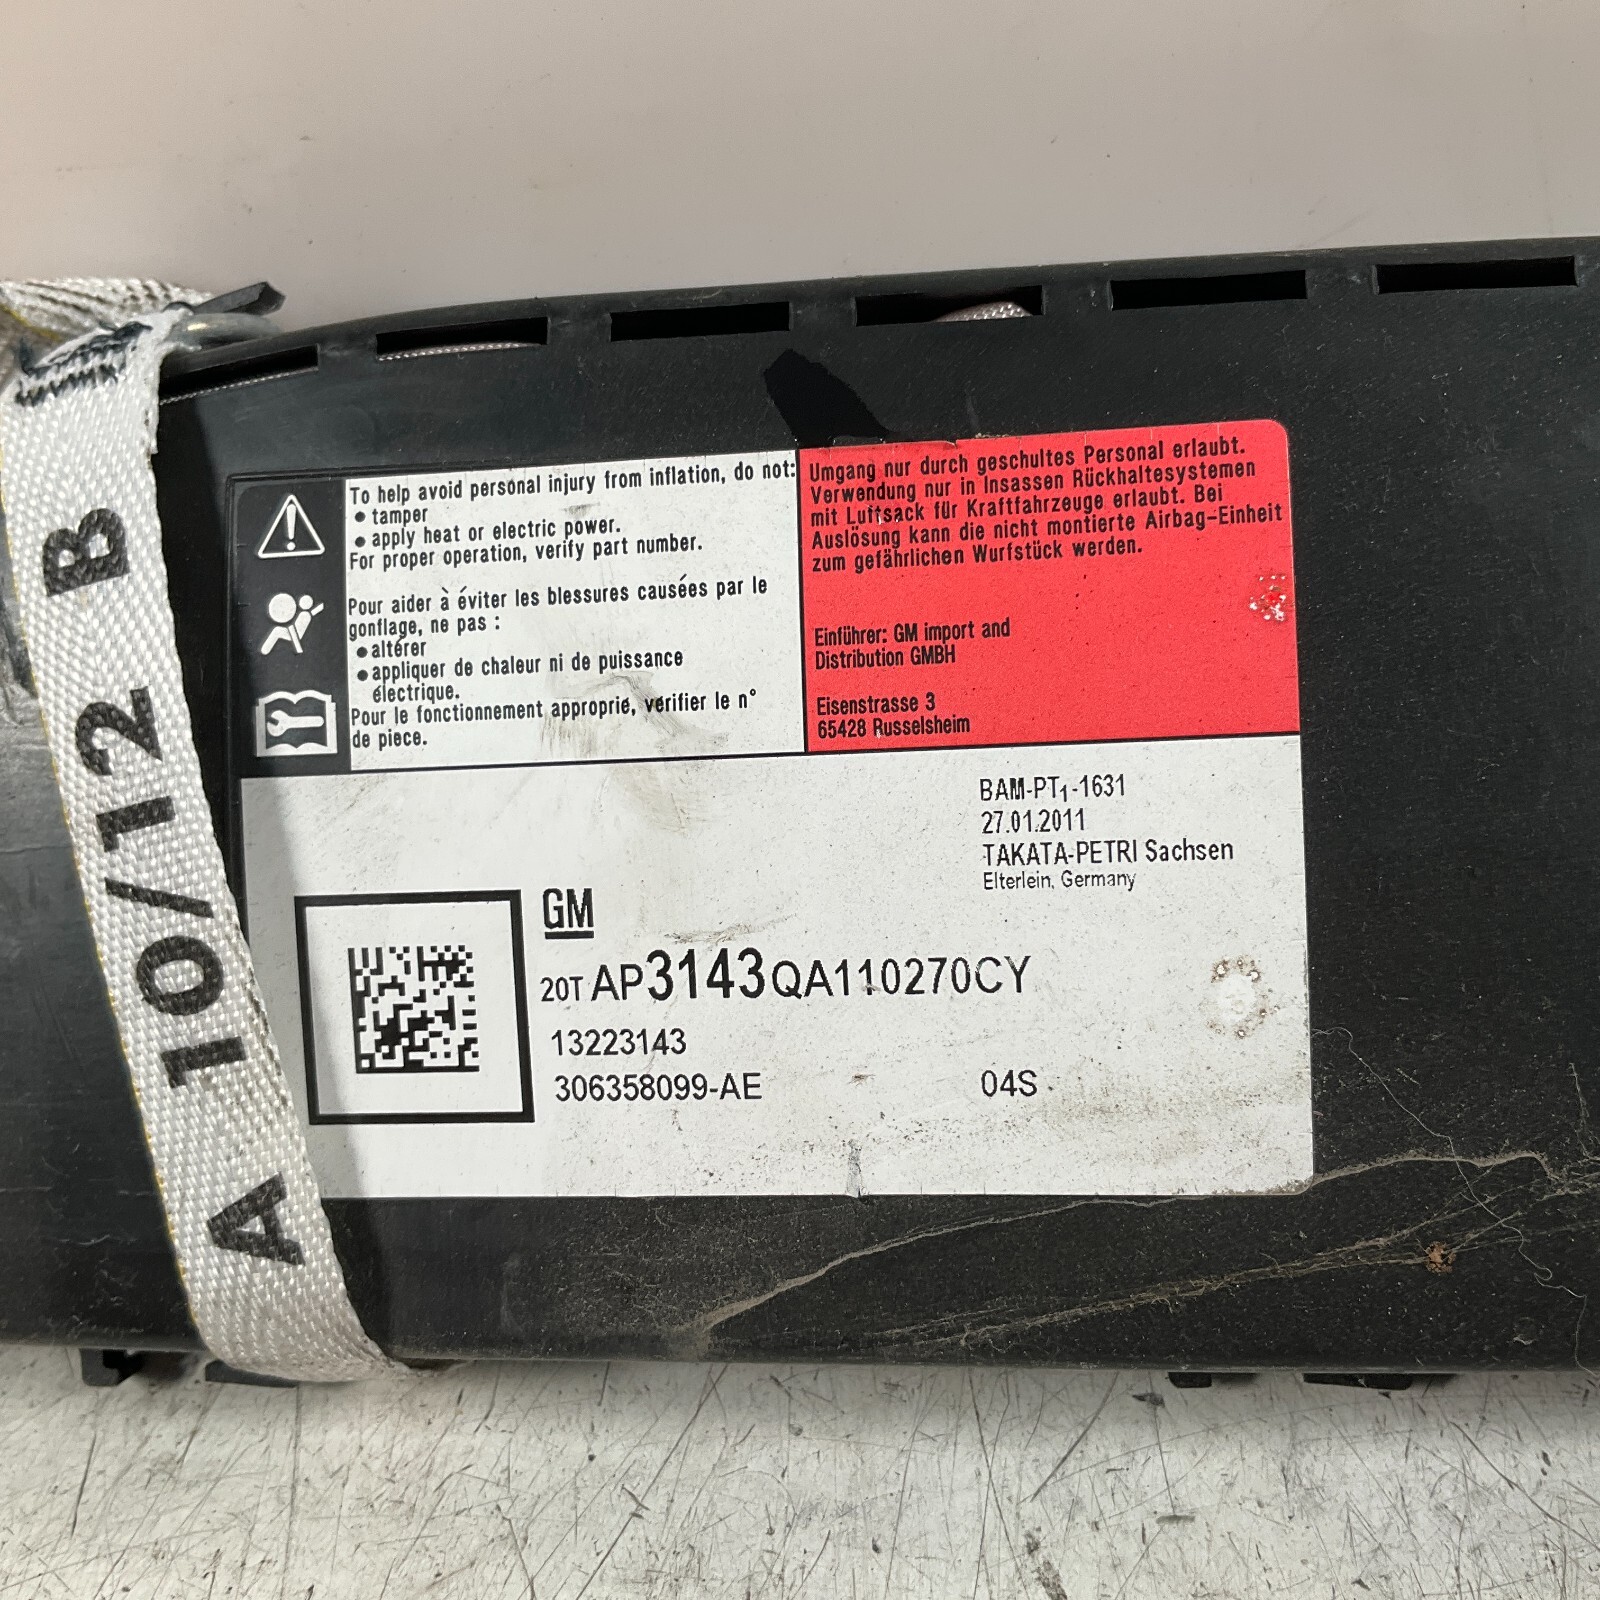 A 10/12 B
To help avoid personal injury from inflation, do not:
• tamper
• apply heat or electric power.
For proper operation, verify part number.
Pour aider à éviter les blessures causées par le
gonflage, ne pas :
• altérer
• appliquer de chaleur ni de puissance
électrique.
Pour le fonctionnement approprié, vérifier le n°
de piece.
Umgang nur durch geschultes Personal erlaubt.
Verwendung nur in Insassen Rückhaltesystemen
mit Luftsack für Kraftfahrzeuge erlaubt. Bei
Auslösung kann die nicht montierte Airbag-Einheit
zum gefährlichen Wurfstück werden.
Einführer: GM import and
Distribution GMBH
Eisenstrasse 3
65428 Russelsheim
BAM-PT1-1631
27.01.2011
TAKATA-PETRI Sachsen
Elterlein, Germany
GM
20T AP3143QA110270CY
13223143
306358099-AE
04S